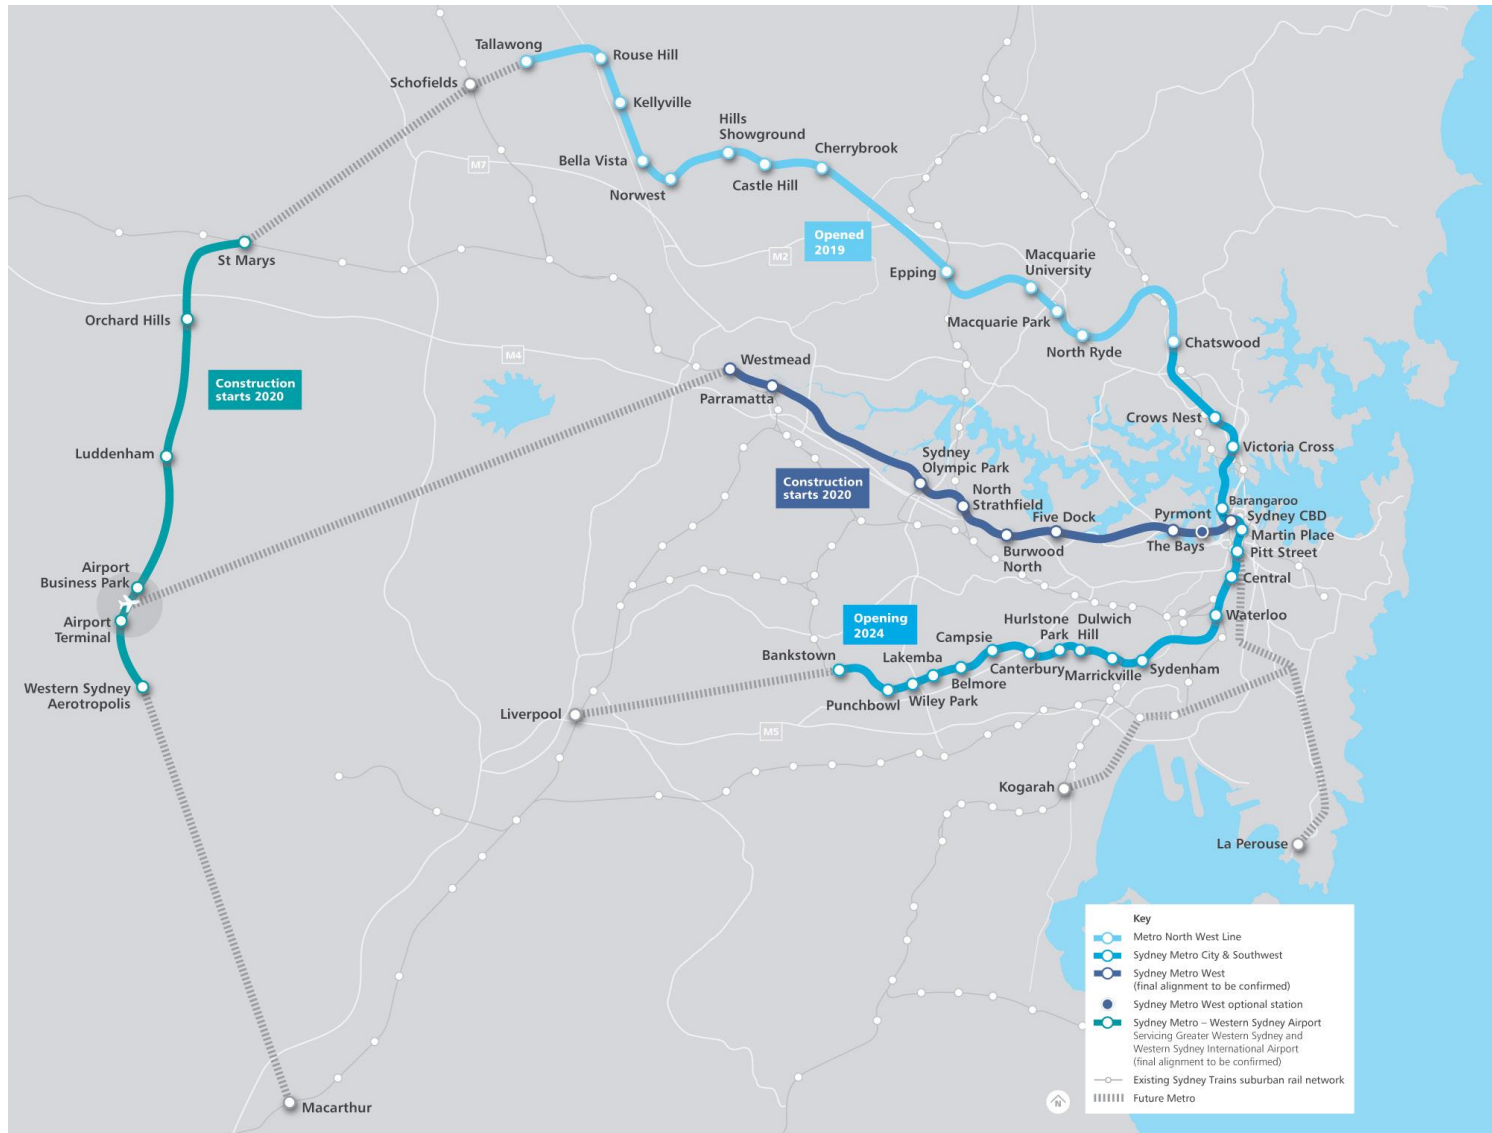 Tallawong
Rouse Hill
Schofields
Kellyville
Hills
Showground
Cherrybrook
Bella Vista
M7
Castle Hill
Norwest
Opened
2019
St Marys
M2
Macquarie
University
Epping
Orchard Hills
Macquarie Park
North Ryde
Chatswood
M4
Westmead
Construction
starts 2020
Parramatta
Crows Nest
Luddenham
Sydney
Olympic Park
Victoria Cross
Construction
starts 2020
North
Strathfield
Barangaroo
Five Dock
Pyrmont
Sydney CBD
Martin Place
The Bays
Burwood
North
Pitt Street
Airport
Business Park
Central
Airport
Terminal
Opening
2024
Hurlstone
Park
Dulwich
Hill
Waterloo
Campsie
Bankstown
Lakemba
Canterbury
Marrickville
Sydenham
Belmore
Western Sydney
Aerotropolis
Punchbowl
Wiley Park
Liverpool
M5
Kogarah
La Perouse
Macarthur
N
Key
Metro North West Line
Sydney Metro City & Southwest
Sydney Metro West
(final alignment to be confirmed)
Sydney Metro West optional station
Sydney Metro – Western Sydney Airport
Servicing Greater Western Sydney and
Western Sydney International Airport
(final alignment to be confirmed)
Existing Sydney Trains suburban rail network
Future Metro